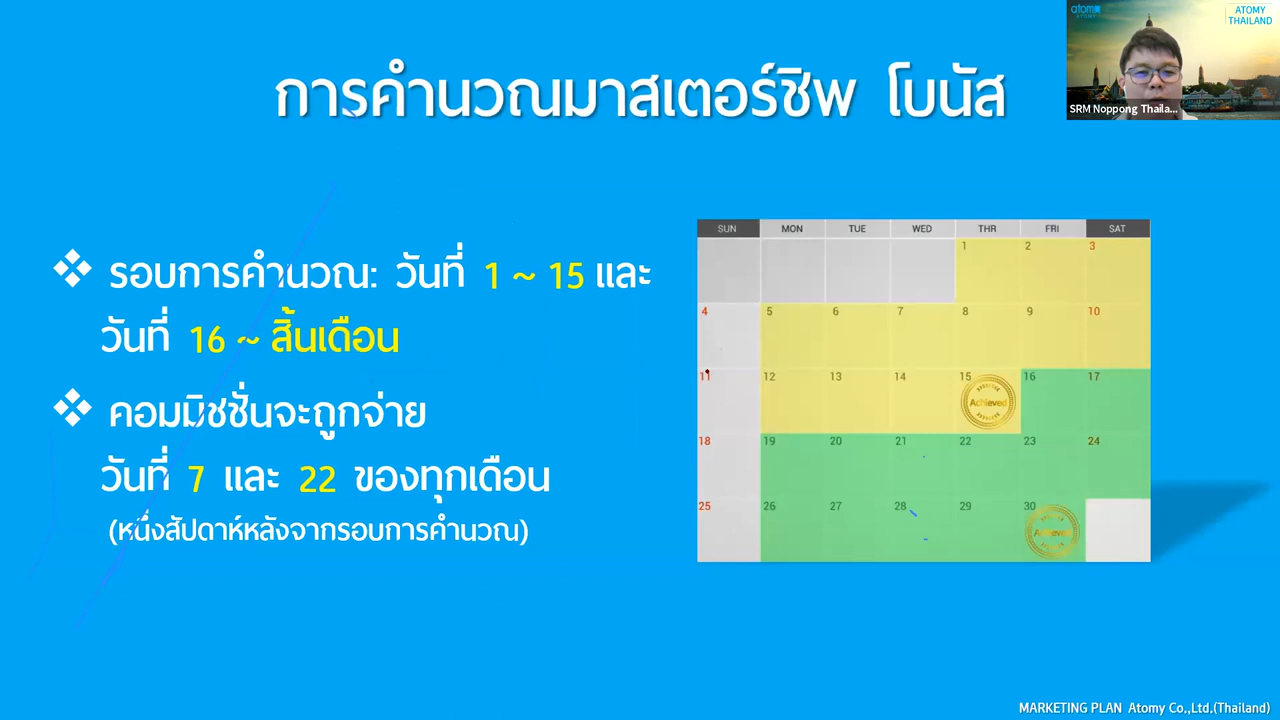 atom
ATOMY
ATOMY
THAILAND
SRM Noppong Thaila...
การคำนวณมาสเตอร์ชิพ โบนัส
❖ รอบการคำนวณ: วันที่ 1 ~ 15 และ
วันที่ 16 ~ สิ้นเดือน
❖ คอมมิชชั่นจะถูกจ่าย
วันที่ 7 และ 22 ของทุกเดือน
(หนึ่งสัปดาห์หลังจากรอบการคำนวณ)
SUN MON TUE WED THR FRI SAT
1 2 3
4 5 6 7 8 9 10
11 12 13 14 15 16 17
Achieved
18 19 20 21 22 23 24
25 26 27 28 29 30
Achieved
MARKETING PLAN Atomy Co.,Ltd.(Thailand)